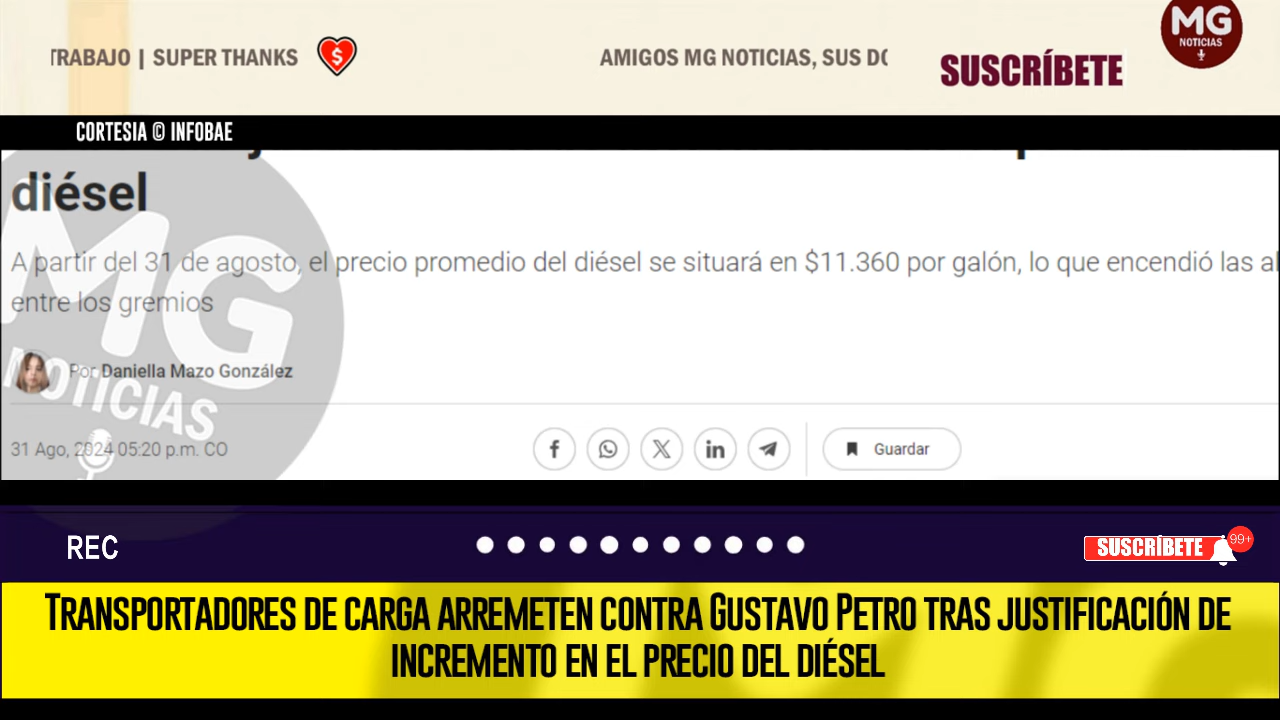 TRABAJO | SUPER THANKS
AMIGOS MG NOTICIAS, SUS
SUSCRÍBETE
MG
NOTICIAS
CORTESIA © INFOBAE
diésel
A partir del 31 de agosto, el precio promedio del diésel se situará en $11.360 por galón, lo que encendió las
entre los gremios
MG
NOTICIAS
Por Daniella Mazo González
31 Ago, 2024 05:20 p.m. CO
Guardar
REC
SUSCRÍBETE
99+
TRANSPORTADORES DE CARGA ARREMETEN CONTRA GUSTAVO PETRO TRAS JUSTIFICACIÓN DE
INCREMENTO EN EL PRECIO DEL DIÉSEL